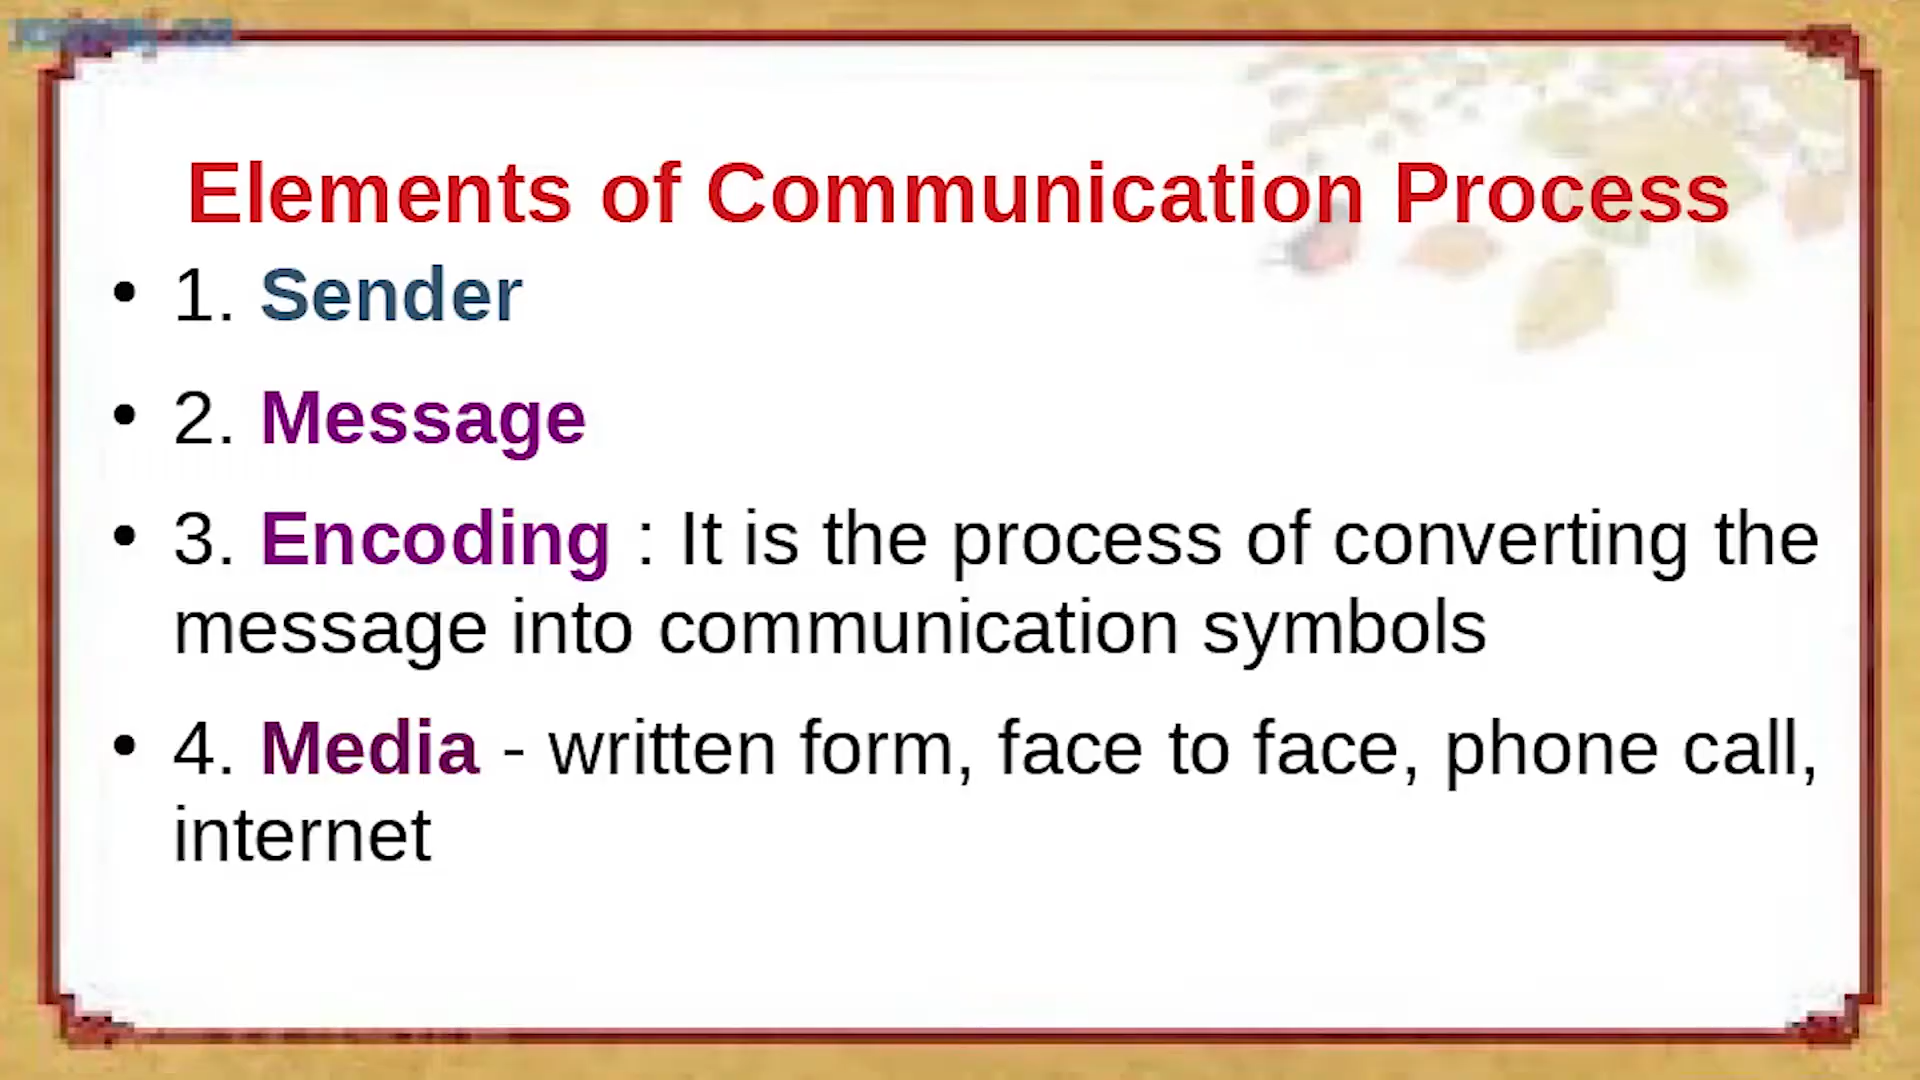 Elements of Communication Process
• 1. Sender
• 2. Message
• 3. Encoding : It is the process of converting the
message into communication symbols
• 4. Media - written form, face to face, phone call,
internet